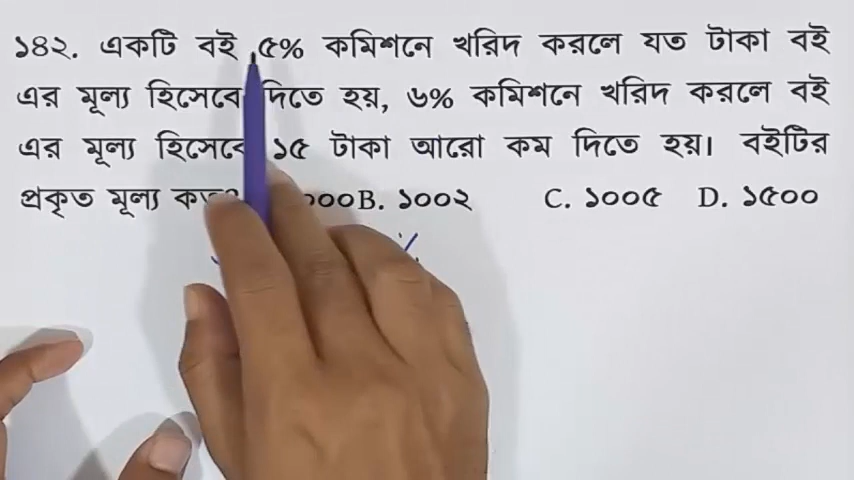 ১৪২. একটি বই ৫% কমিশনে খরিদ করলে যত টাকা বই
এর মূল্য হিসেবে দিতে হয়, ৬% কমিশনে খরিদ করলে বই
এর মূল্য হিসেবে ১৫ টাকা আরো কম দিতে হয়। বইটির
প্রকৃত মূল্য B. ১০০২ C. ১০০৫ D. ১৫০০